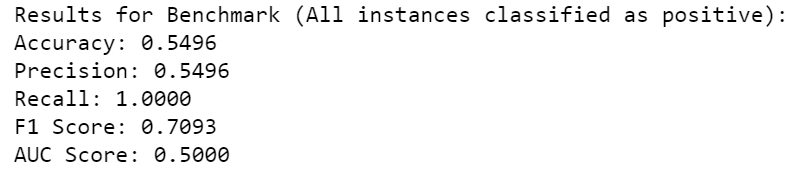 Results for Benchmark (All instances classified as positive):
Accuracy: 0.5496
Precision: 0.5496
Recall: 1.0000
F1 Score: 0.7093
AUC Score: 0.5000